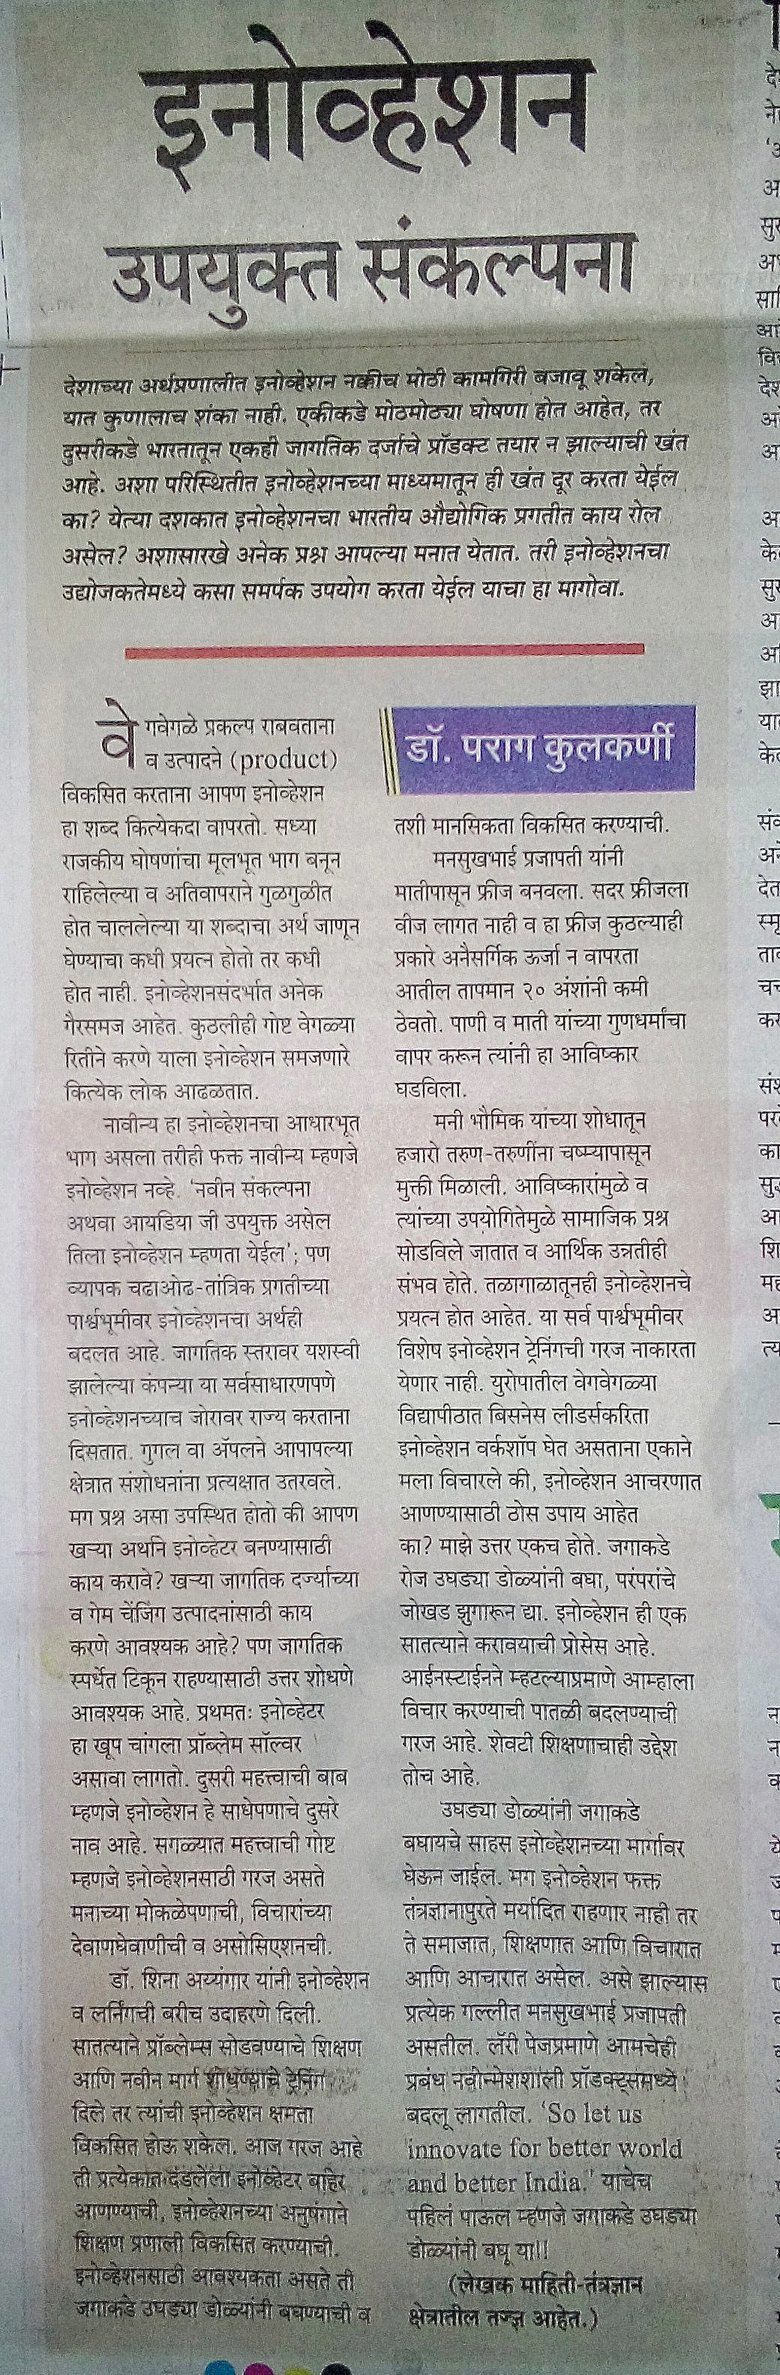 इनोव्हेशन
उपयुक्त संकल्पना
देशाच्या अर्थप्रणालीत इनोव्हेशन नक्कीच मोठी कामगिरी बजावू शकेल,
यात कुणालाच शंका नाही. एकीकडे मोठमोठ्या घोषणा होत आहेत, तर
दुसरीकडे भारतातून एकही जागतिक दर्जाचे प्रॉडक्ट तयार न झाल्याची खंत
आहे. अशा परिस्थितीत इनोव्हेशनच्या माध्यमातून ही खंत दूर करता येईल
का? येत्या दशकात इनोव्हेशनचा भारतीय औद्योगिक प्रगतीत काय रोल
असेल? अशासारखे अनेक प्रश्न आपल्या मनात येतात. तरी इनोव्हेशनचा
उद्योजकतेमध्ये कसा समर्पक उपयोग करता येईल याचा हा मागोवा.
वेगवेगळे प्रकल्प राबवताना
व उत्पादने (product)
विकसित करताना आपण इनोव्हेशन
हा शब्द कित्येकदा वापरतो. सध्या
राजकीय घोषणांचा मूलभूत भाग बनून
राहिलेल्या व अतिवापराने गुळगुळीत
होत चाललेल्या या शब्दाचा अर्थ जाणून
घेण्याचा कधी प्रयत्न होतो तर कधी
होत नाही. इनोव्हेशनसंदर्भात अनेक
गैरसमज आहेत. कुठलीही गोष्ट वेगळ्या
रितीने करणे याला इनोव्हेशन समजणारे
कित्येक लोक आढळतात.
नावीन्य हा इनोव्हेशनचा आधारभूत
भाग असला तरीही फक्त नावीन्य म्हणजे
इनोव्हेशन नव्हे. 'नवीन संकल्पना
अथवा आयडिया जी उपयुक्त असेल
तिला इनोव्हेशन म्हणता येईल'; पण
व्यापक चढाओढ-तांत्रिक प्रगतीच्या
पार्श्वभूमीवर इनोव्हेशनचा अर्थही
बदलत आहे. जागतिक स्तरावर यशस्वी
झालेल्या कंपन्या या सर्वसाधारणपणे
इनोव्हेशनच्याच जोरावर राज्य करताना
दिसतात. गुगल वा अॅपलने आपापल्या
क्षेत्रात संशोधनांना प्रत्यक्षात उतरवले.
मग प्रश्न असा उपस्थित होतो की आपण
खऱ्या अर्थाने इनोव्हेटर बनण्यासाठी
काय करावे? खऱ्या जागतिक दर्ज्याच्या
व गेम चेंजिंग उत्पादनांसाठी काय
करणे आवश्यक आहे? पण जागतिक
स्पर्धेत टिकून राहण्यासाठी उत्तर शोधणे
आवश्यक आहे. प्रथमतः इनोव्हेटर
हा खूप चांगला प्रॉब्लेम सॉल्वर
असावा लागतो. दुसरी महत्त्वाची बाब
म्हणजे इनोव्हेशन हे साधेपणाचे दुसरे
नाव आहे. सगळ्यात महत्त्वाची गोष्ट
म्हणजे इनोव्हेशनसाठी गरज असते
मनाच्या मोकळेपणाची, विचारांच्या
देवाणघेवाणीची व असोसिएशनची.
डॉ. शिना अय्यंगार यांनी इनोव्हेशन
व लर्निंगची बरीच उदाहरणे दिली.
सातत्याने प्रॉब्लेम्स सोडवण्याचे शिक्षण
आणि नवीन मार्ग शोधण्याचे ट्रेनिंग
दिले तर त्यांची इनोव्हेशन क्षमता
विकसित होऊ शकेल. आज गरज आहे
ती प्रत्येकात दडलेला इनोव्हेटर बाहेर
आणण्याची, इनोव्हेशनच्या अनुषंगाने
शिक्षण प्रणाली विकसित करण्याची.
इनोव्हेशनसाठी आवश्यकता असते ती
जगाकडे उघड्या डोळ्यांनी बघण्याची व
डॉ. पराग कुलकर्णी
तशी मानसिकता विकसित करण्याची.
मनसुखभाई प्रजापती यांनी
मातीपासून फ्रीज बनवला. सदर फ्रीजला
वीज लागत नाही व हा फ्रीज कुठल्याही
प्रकारे अनैसर्गिक ऊर्जा न वापरता
आतील तापमान २० अंशांनी कमी
ठेवतो. पाणी व माती यांच्या गुणधर्मांचा
वापर करून त्यांनी हा आविष्कार
घडविला.
मनी भौमिक यांच्या शोधातून
हजारो तरुण-तरुणींना चष्म्यापासून
मुक्ती मिळाली. आविष्कारांमुळे व
त्यांच्या उपयोगितेमुळे सामाजिक प्रश्न
सोडविले जातात व आर्थिक उन्नतीही
संभव होते. तळागाळातूनही इनोव्हेशनचे
प्रयत्न होत आहेत. या सर्व पार्श्वभूमीवर
विशेष इनोव्हेशन ट्रेनिंगची गरज नाकारता
येणार नाही. युरोपातील वेगवेगळ्या
विद्यापीठात बिसनेस लीडर्सकरिता
इनोव्हेशन वर्कशॉप घेत असताना एकाने
मला विचारले की, इनोव्हेशन आचरणात
आणण्यासाठी ठोस उपाय आहेत
का? माझे उत्तर एकच होते. जगाकडे
रोज उघड्या डोळ्यांनी बघा, परंपरांचे
जोखड झुगारून द्या. इनोव्हेशन ही एक
सातत्याने करावयाची प्रोसेस आहे.
आईनस्टाईनने म्हटल्याप्रमाणे आम्हाला
विचार करण्याची पातळी बदलण्याची
गरज आहे. शेवटी शिक्षणाचाही उद्देश
तोच आहे.
उघड्या डोळ्यांनी जगाकडे
बघायचे साहस इनोव्हेशनच्या मार्गावर
घेऊन जाईल. मग इनोव्हेशन फक्त
तंत्रज्ञानापुरते मर्यादित राहणार नाही तर
ते समाजात, शिक्षणात आणि विचारात
आणि आचारात असेल. असे झाल्यास
प्रत्येक गल्लीत मनसुखभाई प्रजापती
असतील. लॅरी पेजप्रमाणे आमचेही
प्रबंध नवोन्मेशशाली प्रॉडक्ट्समध्ये
बदलू लागतील. 'So let us
innovate for better world
and better India.' याचेच
पहिलं पाऊल म्हणजे जगाकडे उघड्या
डोळ्यांनी बघू या!!
(लेखक माहिती-तंत्रज्ञान
क्षेत्रातील तज्ज्ञ आहेत.)